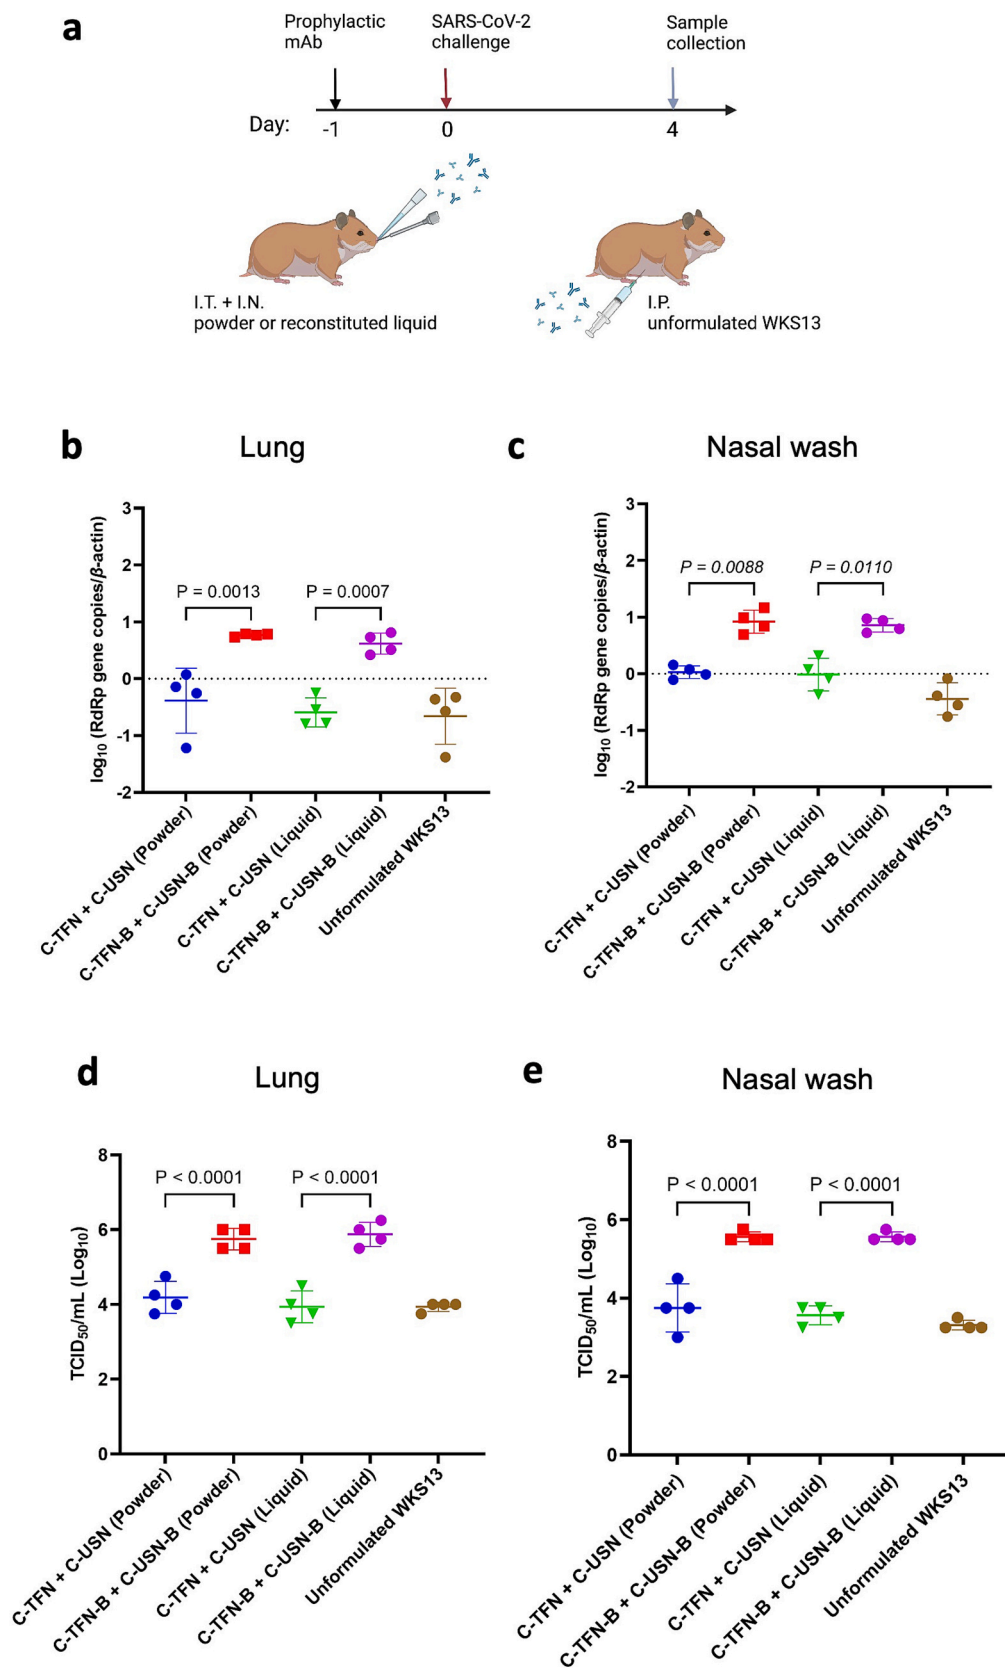 a
Prophylactic
mAb
SARS-CoV-2
challenge
Sample
collection
Day:
-1
0
4
I.T. + I.N.
powder or reconstituted liquid
I.P.
unformulated WKS13
b
Lung
log10 (RdRp gene copies/β-actin)
3
2
1
0
-1
-2
P = 0.0013
P = 0.0007
C-TFN + C-USN (Powder)
C-TFN-B + C-USN-B (Powder)
C-TFN + C-USN (Liquid)
C-TFN-B + C-USN-B (Liquid)
Unformulated WKS13
c
Nasal wash
log10 (RdRp gene copies/β-actin)
3
2
1
0
-1
-2
P = 0.0088
P = 0.0110
C-TFN + C-USN (Powder)
C-TFN-B + C-USN-B (Powder)
C-TFN + C-USN (Liquid)
C-TFN-B + C-USN-B (Liquid)
Unformulated WKS13
d
Lung
TCID50/mL (Log10)
8
6
4
2
0
P < 0.0001
P < 0.0001
C-TFN + C-USN (Powder)
C-TFN-B + C-USN-B (Powder)
C-TFN + C-USN (Liquid)
C-TFN-B + C-USN-B (Liquid)
Unformulated WKS13
e
Nasal wash
TCID50/mL (Log10)
8
6
4
2
0
P < 0.0001
P < 0.0001
C-TFN + C-USN (Powder)
C-TFN-B + C-USN-B (Powder)
C-TFN + C-USN (Liquid)
C-TFN-B + C-USN-B (Liquid)
Unformulated WKS13